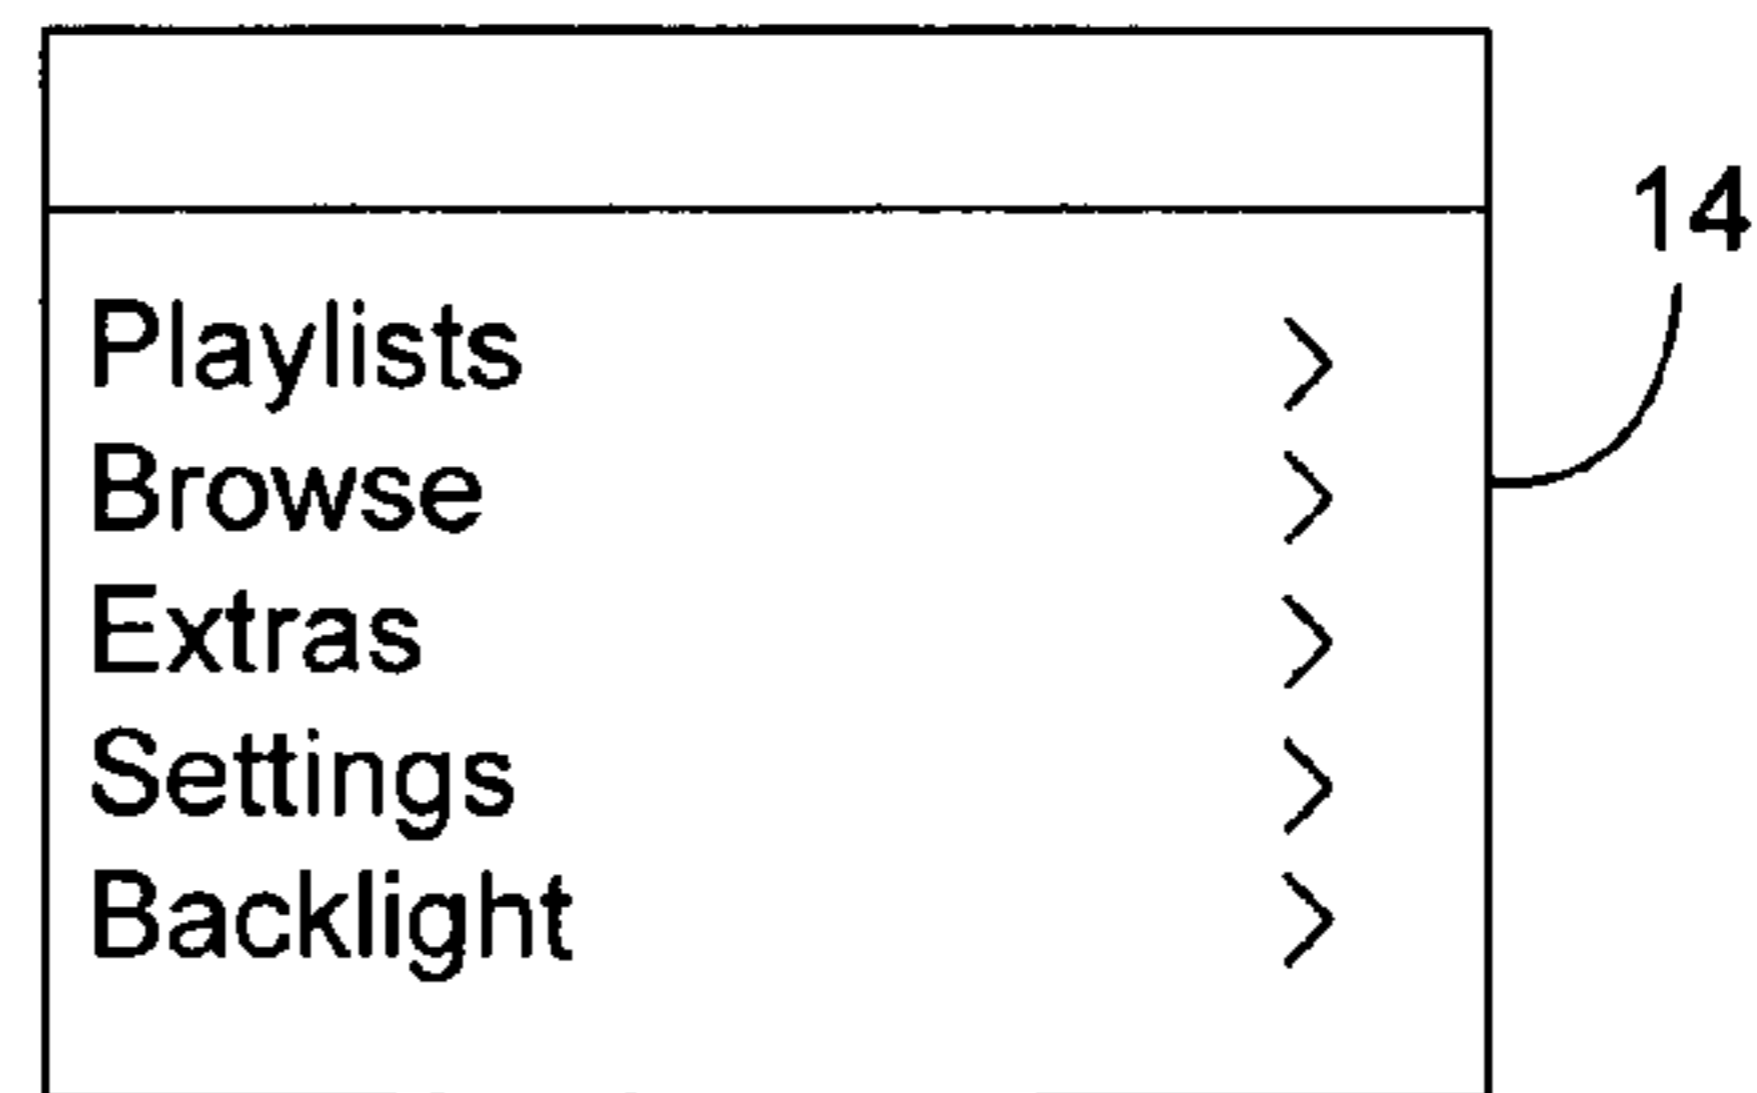 14
Playlists >
Browse >
Extras >
Settings >
Backlight >